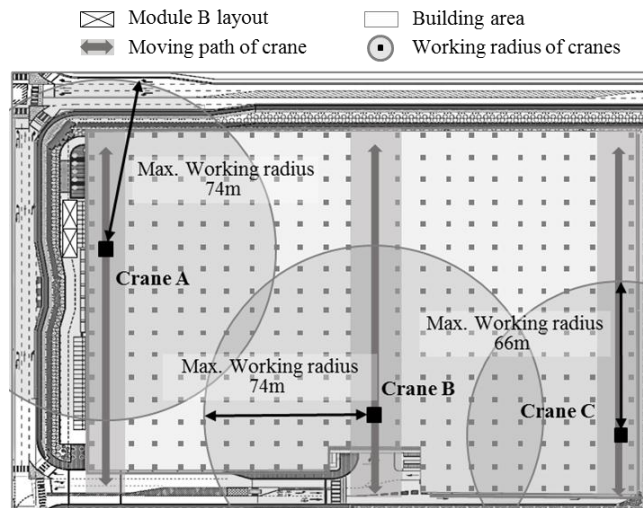 Module B layout
Building area
Moving path of crane
Working radius of cranes
Max. Working radius
74m
Crane A
Max. Working radius
66m
Max. Working radius
74m
Crane B
Crane C